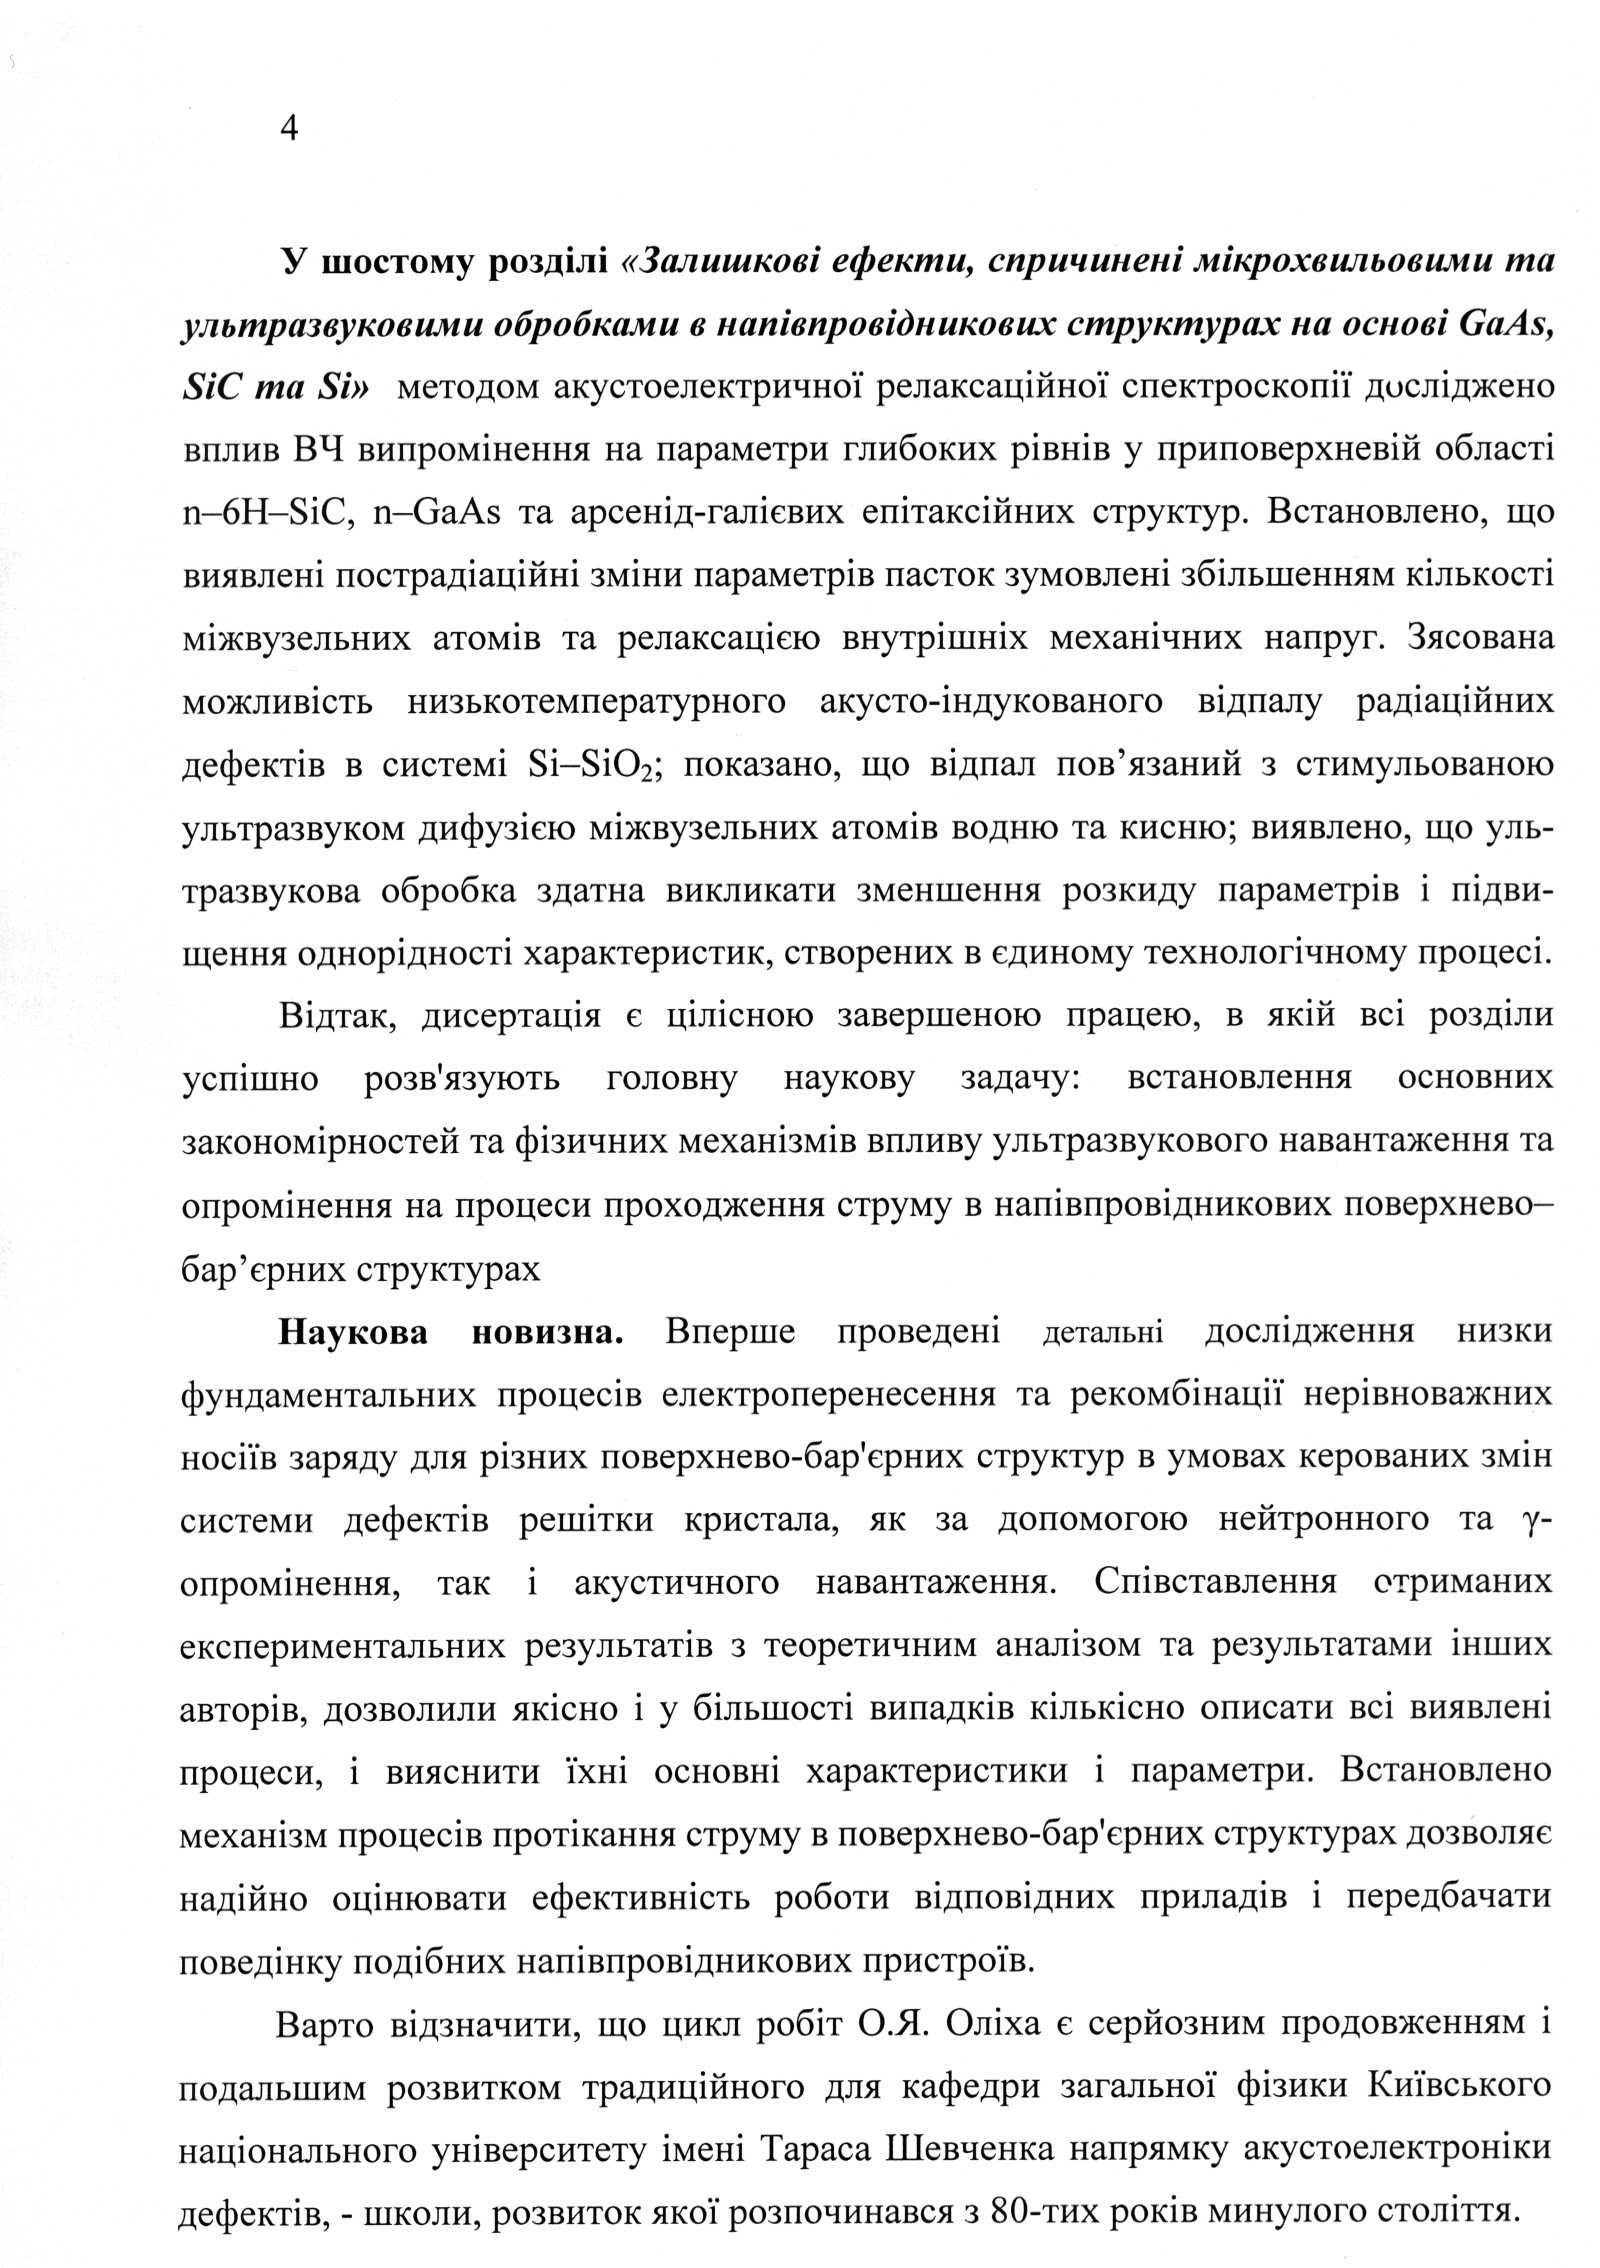 4
У шостому розділі «Залишкові ефекти, спричинені мікрохвильовими та
ультразвуковими обробками в напівпровідникових структурах на основі GaAs,
SiC та Si» методом акустоелектричної релаксаційної спектроскопії досліджено
вплив ВЧ випромінення на параметри глибоких рівнів у приповерхневій області
n–6H–SiC, n–GaAs та арсенід-галієвих епітаксійних структур. Встановлено, що
виявлені пострадіаційні зміни параметрів пасток зумовлені збільшенням кількості
міжвузельних атомів та релаксацією внутрішніх механічних напруг. Зясована
можливість низькотемпературного акусто-індукованого відпалу радіаційних
дефектів в системі Si–SiO₂; показано, що відпал пов’язаний з стимульованою
ультразвуком дифузією міжвузельних атомів водню та кисню; виявлено, що уль-
тразвукова обробка здатна викликати зменшення розкиду параметрів і підви-
щення однорідності характеристик, створених в єдиному технологічному процесі.
Відтак, дисертація є цілісною завершеною працею, в якій всі розділи
успішно розв'язують головну наукову задачу: встановлення основних
закономірностей та фізичних механізмів впливу ультразвукового навантаження та
опромінення на процеси проходження струму в напівпровідникових поверхнево–
бар’єрних структурах
Наукова новизна. Вперше проведені детальні дослідження низки
фундаментальних процесів електроперенесення та рекомбінації нерівноважних
носіїв заряду для різних поверхнево-бар'єрних структур в умовах керованих змін
системи дефектів решітки кристала, як за допомогою нейтронного та γ-
опромінення, так і акустичного навантаження. Співставлення отриманих
експериментальних результатів з теоретичним аналізом та результатами інших
авторів, дозволили якісно і у більшості випадків кількісно описати всі виявлені
процеси, і вияснити їхні основні характеристики і параметри. Встановлено
механізм процесів протікання струму в поверхнево-бар'єрних структурах дозволяє
надійно оцінювати ефективність роботи відповідних приладів і передбачати
поведінку подібних напівпровідникових пристроїв.
Варто відзначити, що цикл робіт О.Я. Оліха є серйозним продовженням і
подальшим розвитком традиційного для кафедри загальної фізики Київського
національного університету імені Тараса Шевченка напрямку акустоелектроніки
дефектів, - школи, розвиток якої розпочинався з 80-тих років минулого століття.